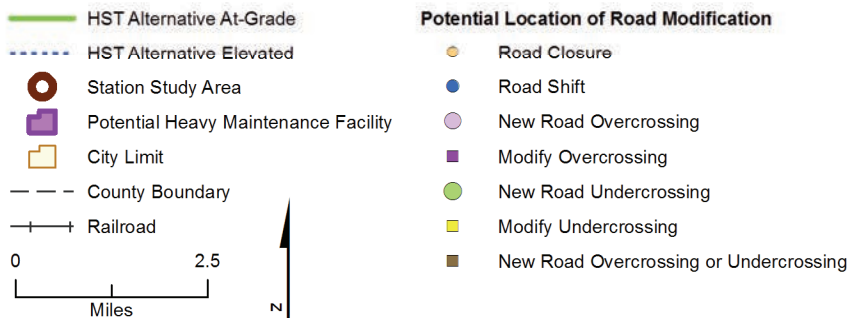 HST Alternative At-Grade
HST Alternative Elevated
Station Study Area
Potential Heavy Maintenance Facility
City Limit
County Boundary
Railroad
0 2.5
Miles
N
Potential Location of Road Modification
Road Closure
Road Shift
New Road Overcrossing
Modify Overcrossing
New Road Undercrossing
Modify Undercrossing
New Road Overcrossing or Undercrossing